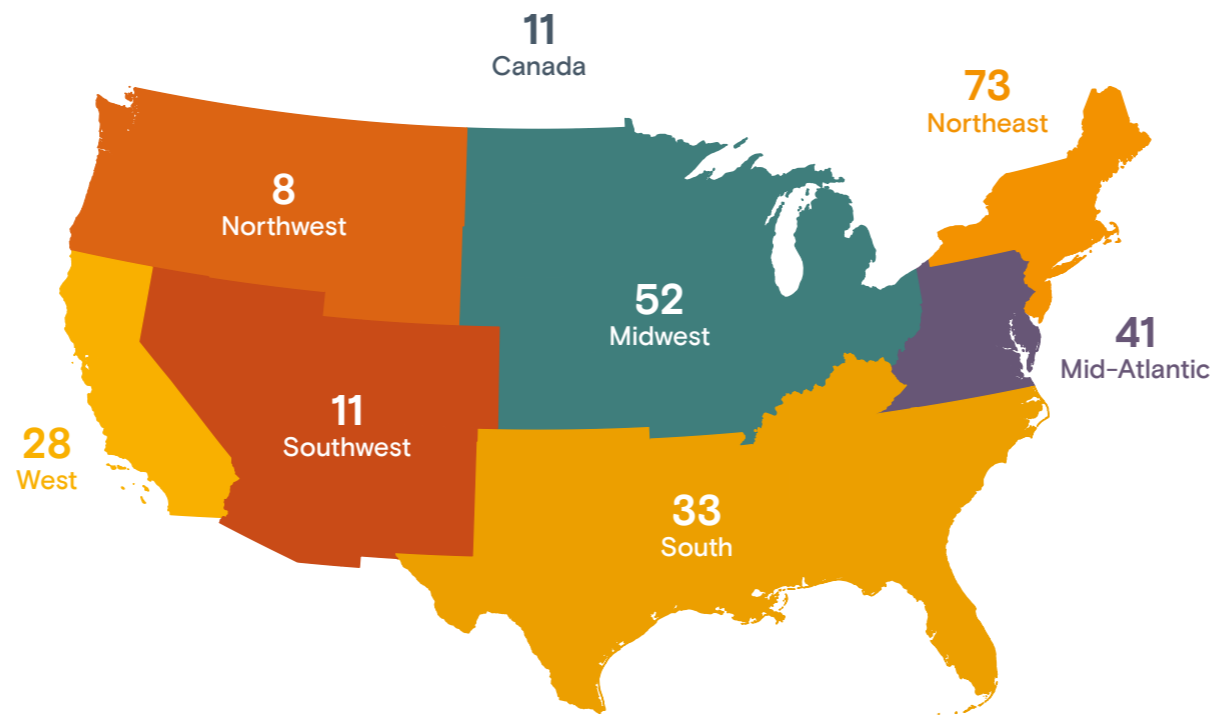 11
Canada
73
Northeast
8
Northwest
52
Midwest
41
Mid-Atlantic
11
Southwest
28
West
33
South